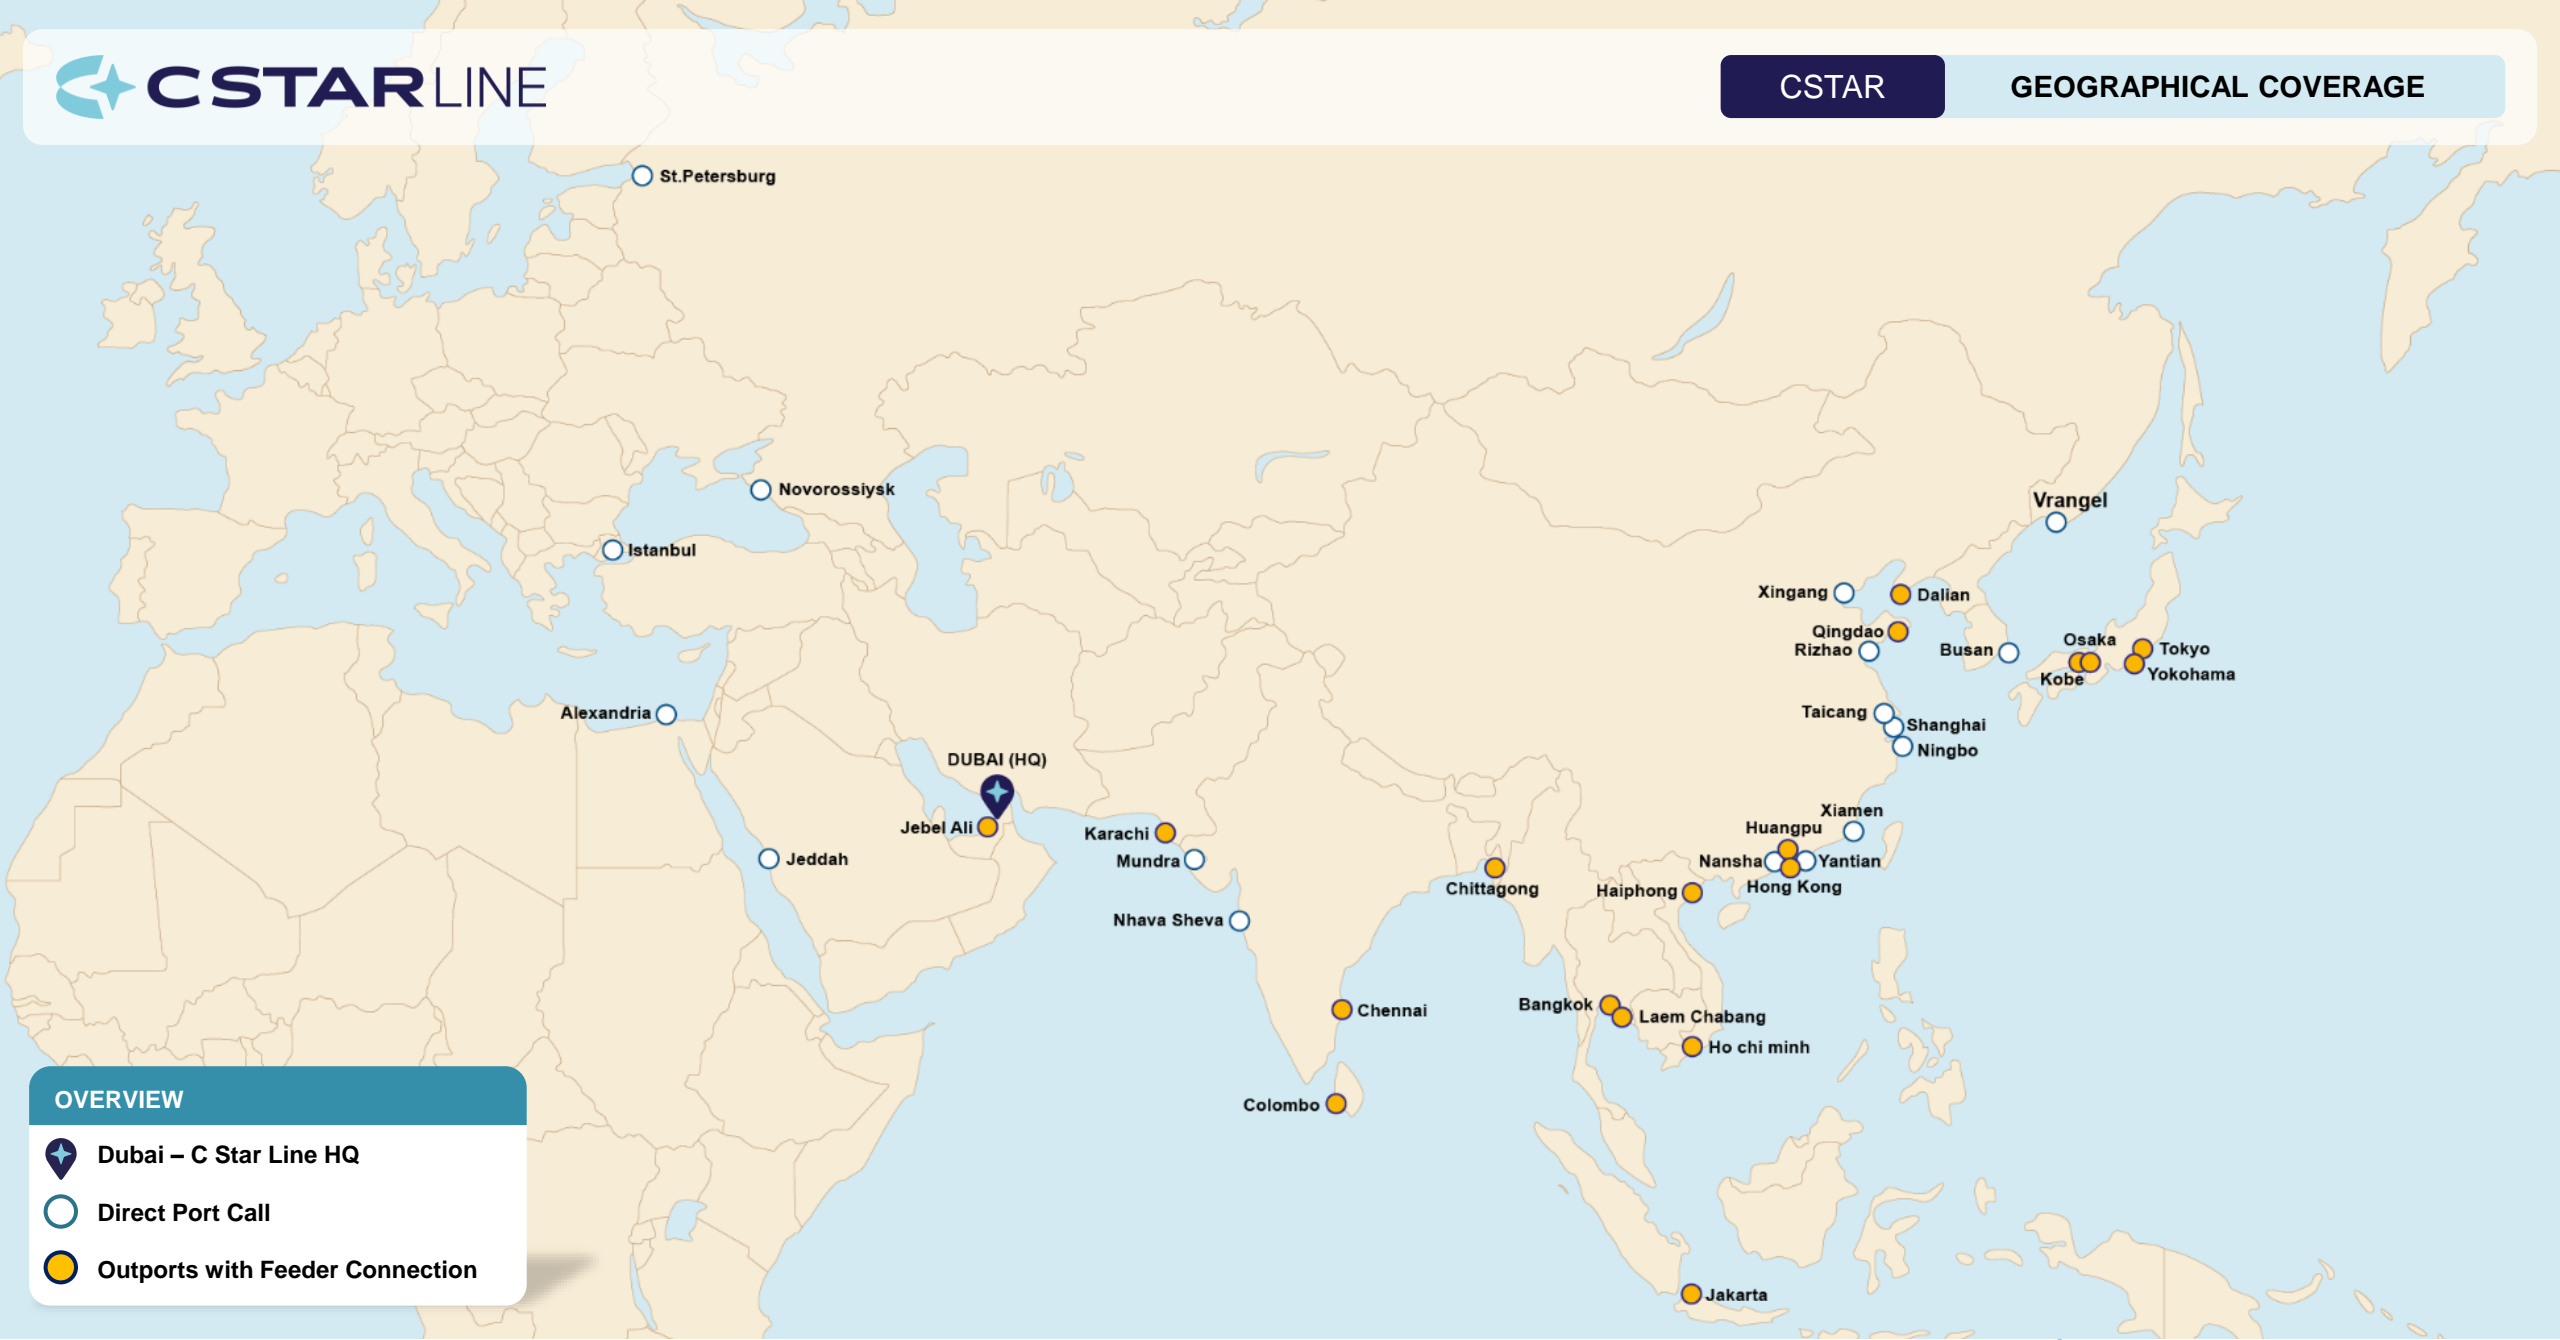 CSTARLINE
CSTAR
GEOGRAPHICAL COVERAGE
St.Petersburg
Novorossiysk
Vrangel
Istanbul
Xingang
Dalian
Qingdao
Rizhao
Busan
Osaka
Tokyo
Kobe
Yokohama
Alexandria
Taicang
Shanghai
Ningbo
DUBAI (HQ)
Jebel Ali
Karachi
Mundra
Jeddah
Xiamen
Huangpu
Nansha
Yantian
Hong Kong
Chittagong
Haiphong
Nhava Sheva
Chennai
Bangkok
Laem Chabang
Ho chi minh
Colombo
Jakarta
OVERVIEW
Dubai – C Star Line HQ
Direct Port Call
Outports with Feeder Connection